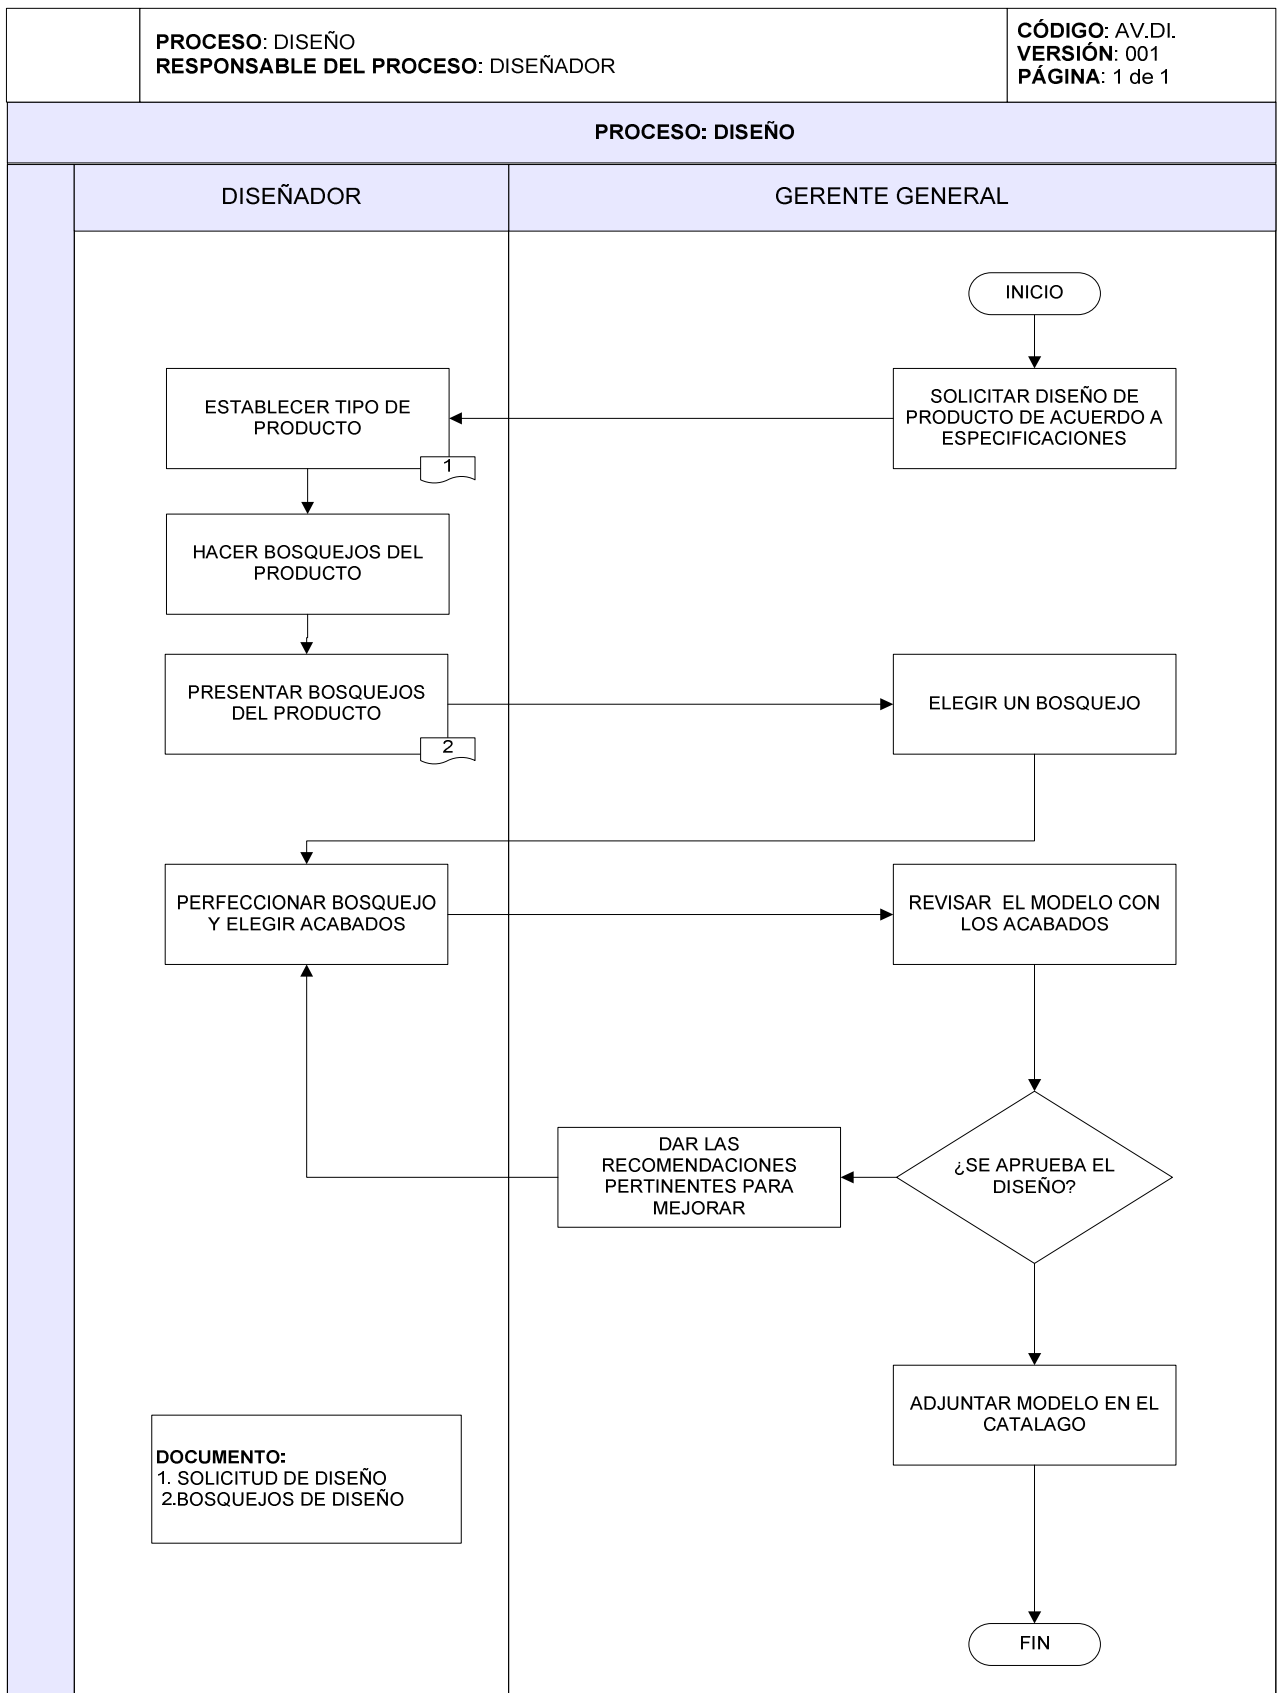 PROCESO: DISEÑO
RESPONSABLE DEL PROCESO: DISEÑADOR
CÓDIGO: AV.DI.
VERSIÓN: 001
PÁGINA: 1 de 1
PROCESO: DISEÑO
DISEÑADOR
GERENTE GENERAL
INICIO
SOLICITAR DISEÑO DE
PRODUCTO DE ACUERDO A
ESPECIFICACIONES
ESTABLECER TIPO DE
PRODUCTO
1
HACER BOSQUEJOS DEL
PRODUCTO
PRESENTAR BOSQUEJOS
DEL PRODUCTO
2
ELEGIR UN BOSQUEJO
PERFECCIONAR BOSQUEJO
Y ELEGIR ACABADOS
REVISAR  EL MODELO CON
LOS ACABADOS
¿SE APRUEBA EL
DISEÑO?
DAR LAS
RECOMENDACIONES
PERTINENTES PARA
MEJORAR
ADJUNTAR MODELO EN EL
CATALAGO
DOCUMENTO:
1. SOLICITUD DE DISEÑO
2.BOSQUEJOS DE DISEÑO
FIN